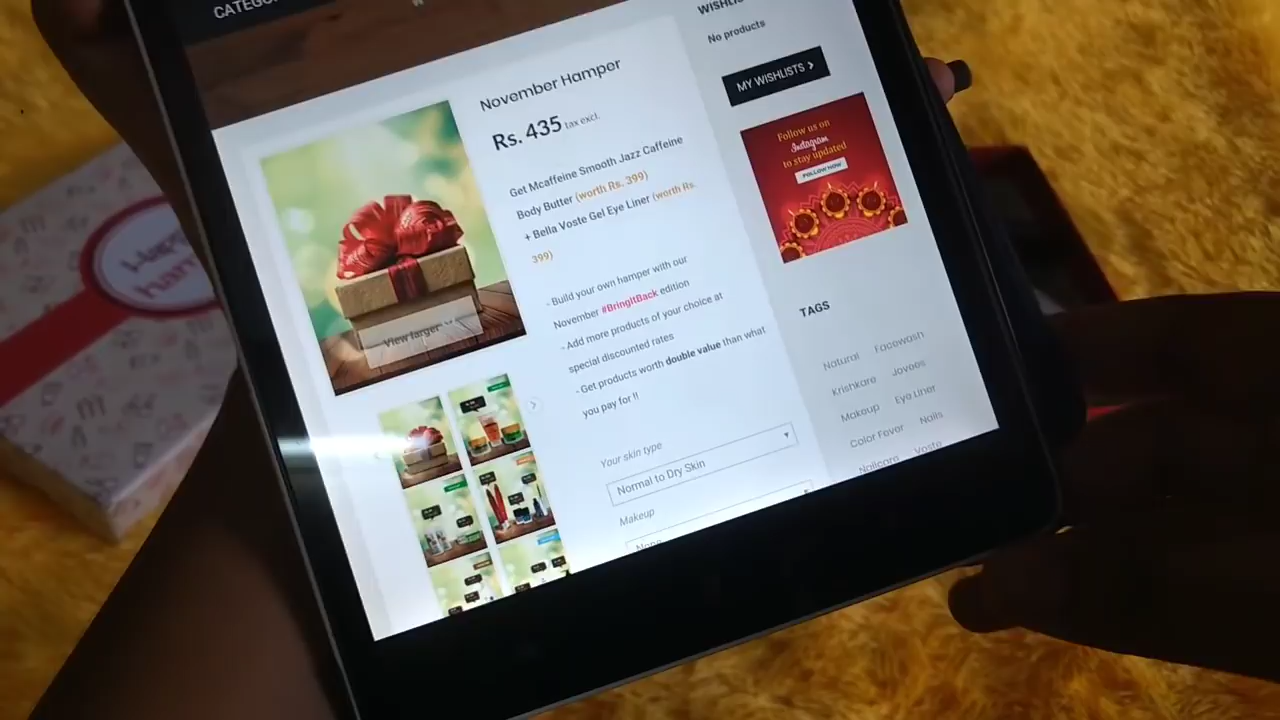 WISHLIS
No products
MY WISHLISTS
November Hamper
Rs. 435 tax excl.
Get Mcaffeine Smooth Jazz Caffeine
Body Butter (worth Rs. 399)
+ Bella Voste Gel Eye Liner (worth Rs.
399)
- Build your own hamper with our
November #BringItBack edition
- Add more products of your choice at
special discounted rates
- Get products worth double value than what
you pay for !!
Your skin type
Normal to Dry Skin
Makeup
None
View larger
Follow us on
Instagram
to stay updated
FOLLOW NOW
TAGS
Natural Facewash
Krishkare Jovees
Makeup Eye Liner
Color Favor Nails
Nailcare Voste